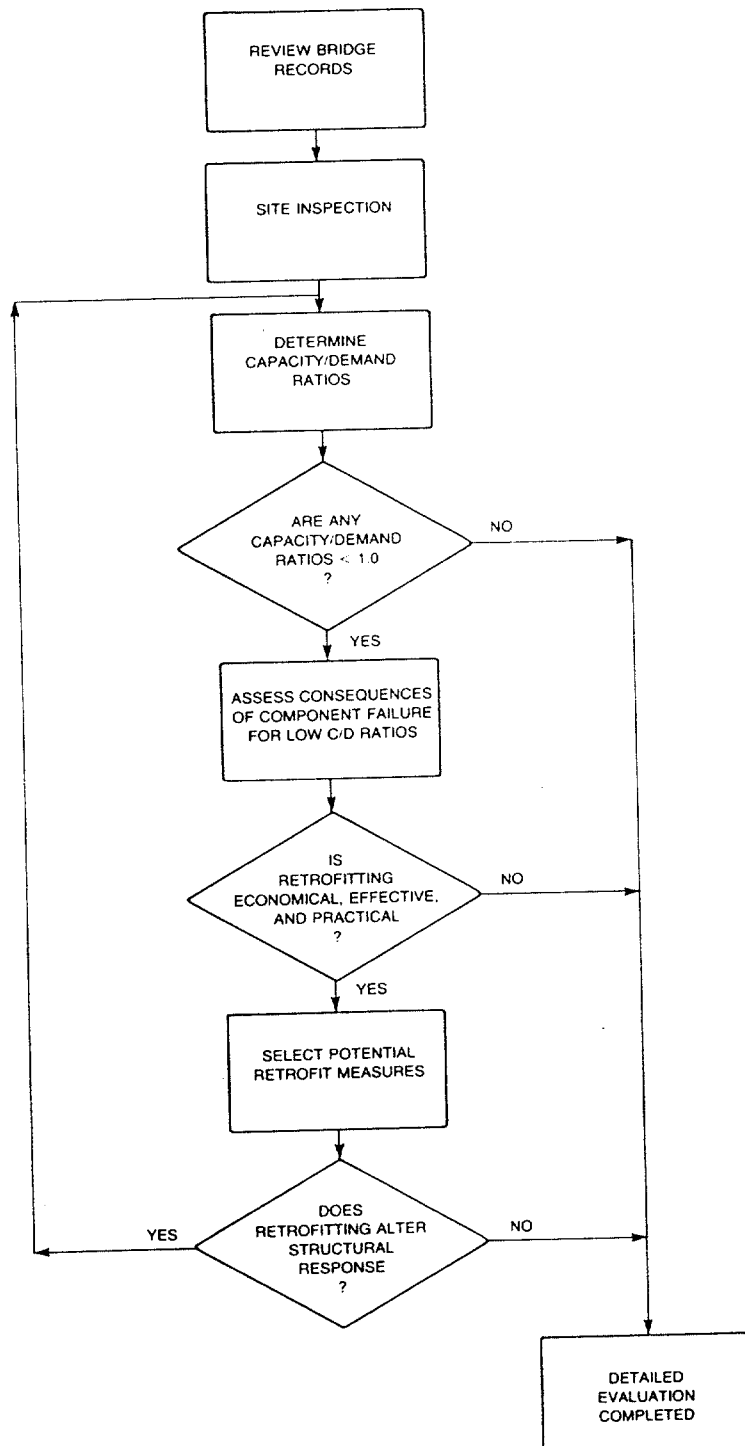 REVIEW BRIDGE
RECORDS
SITE INSPECTION
DETERMINE
CAPACITY/DEMAND
RATIOS
ARE ANY
CAPACITY/DEMAND
RATIOS < 1.0
?
NO
YES
ASSESS CONSEQUENCES
OF COMPONENT FAILURE
FOR LOW C/D RATIOS
IS
RETROFITTING
ECONOMICAL, EFFECTIVE,
AND PRACTICAL
?
NO
YES
SELECT POTENTIAL
RETROFIT MEASURES
DOES
RETROFITTING ALTER
STRUCTURAL
RESPONSE
?
YES
NO
DETAILED
EVALUATION
COMPLETED